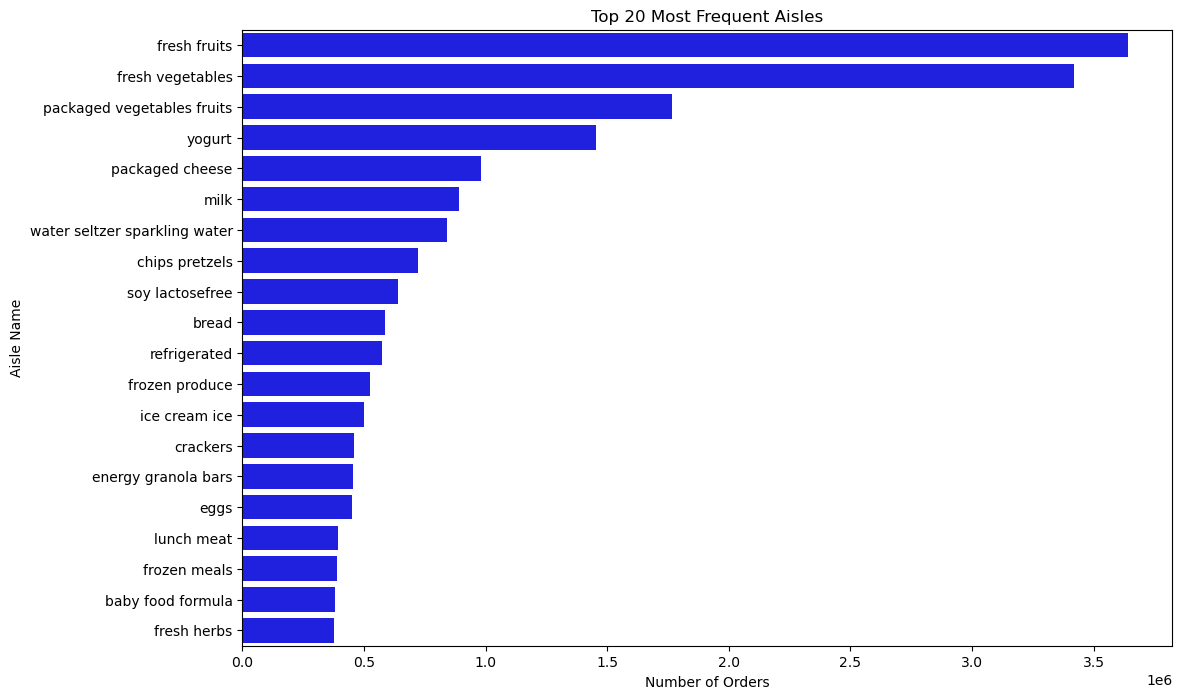 Top 20 Most Frequent Aisles
Aisle Name
fresh fruits
fresh vegetables
packaged vegetables fruits
yogurt
packaged cheese
milk
water seltzer sparkling water
chips pretzels
soy lactosefree
bread
refrigerated
frozen produce
ice cream ice
crackers
energy granola bars
eggs
lunch meat
frozen meals
baby food formula
fresh herbs
0.0 0.5 1.0 1.5 2.0 2.5 3.0 3.5
1e6
Number of Orders